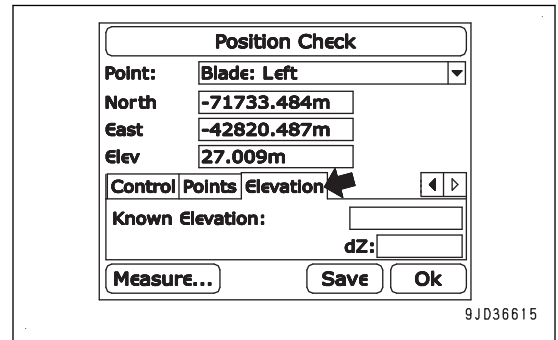 Position Check
Point: Blade: Left
North -71733.484m
East -42820.487m
Elev 27.009m
Control Points Elevation
Known Elevation:
dZ:
Measure... Save Ok
9JD36615